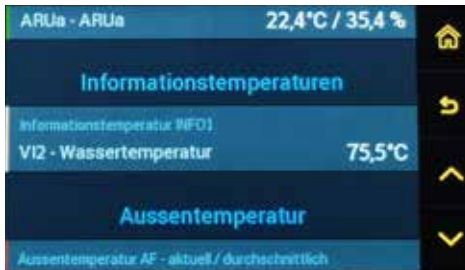 ARUa - ARUa 22,4°C / 35,4 %
Informationstemperaturen
Informationstemperatur INFO1
VI2 - Wassertemperatur 75,5°C
Aussentemperatur
Aussentemperatur AF - aktuell / durchschnittlich